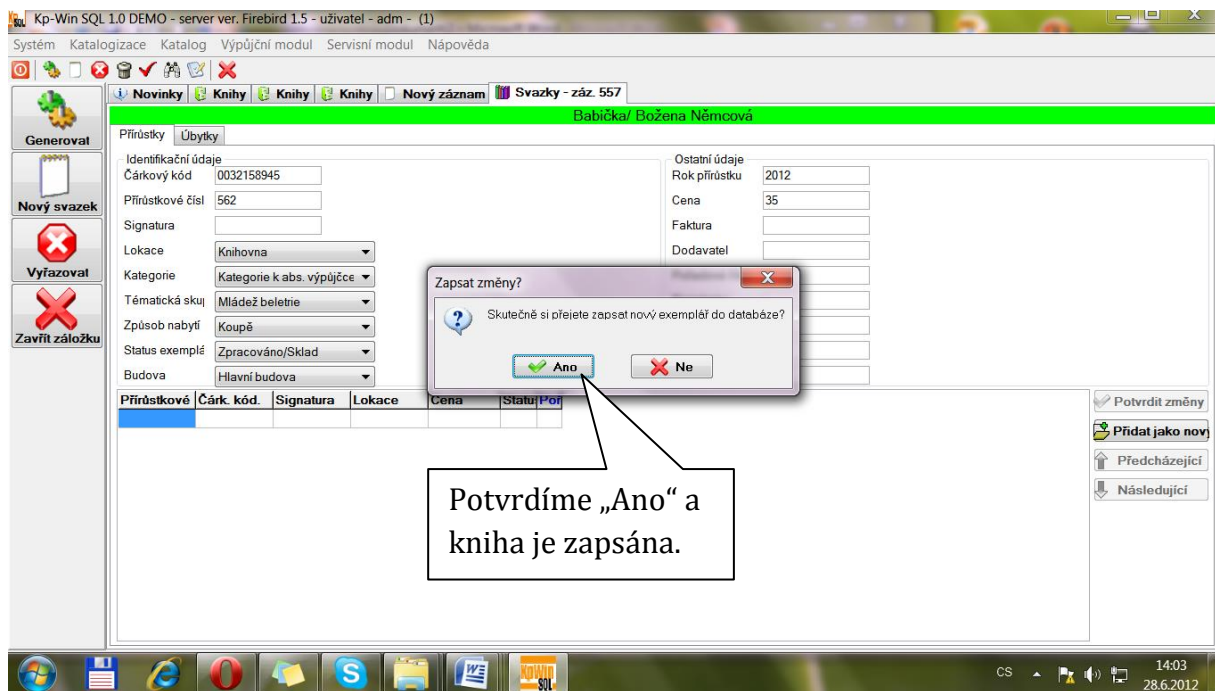 Kp-Win SQL 1.0 DEMO - server ver. Firebird 1.5 - uživatel - adm - (1)
Systém Katalogizace Katalog Výpůjční modul Servisní modul Nápověda
Novinky Knihy Knihy Knihy Nový záznam Svazky - záz. 557
Babička/ Božena Němcová
Generovat
Nový svazek
Vyřazovat
Zavřít záložku
Přírůstky Úbytky
Identifikační údaje
Čárkový kód 0032158945
Přírůstkové čísl 562
Signatura
Lokace Knihovna
Kategorie Kategorie k abs. výpůjčce
Tématická skup Mládež beletrie
Způsob nabytí Koupě
Status exemplá Zpracováno/Sklad
Budova Hlavní budova
Ostatní údaje
Rok přírůstku 2012
Cena 35
Faktura
Dodavatel
Zapsat změny?
Skutečně si přejete zapsat nový exemplář do databáze?
Ano Ne
Přírůstkové Čárk. kód. Signatura Lokace Cena Statu Poř
Potvrdit změny
Přidat jako nový
Předcházející
Následující
Potvrdíme „Ano“ a
kniha je zapsána.
W
KpWin
SQL
CS
14:03
28.6.2012